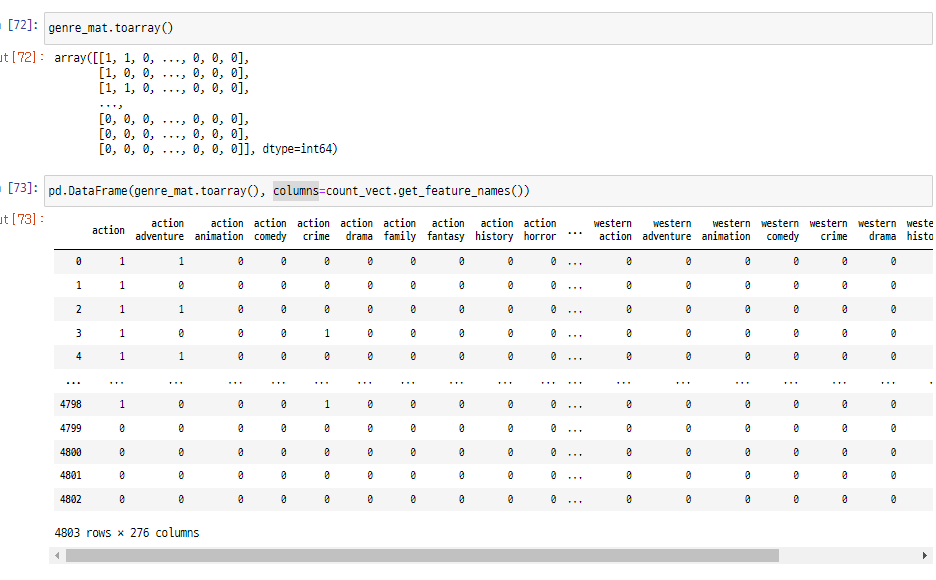 [72]: genre_mat.toarray()
ut[72]: array([[1, 1, 0, ..., 0, 0, 0],
[1, 0, 0, ..., 0, 0, 0],
[1, 1, 0, ..., 0, 0, 0],
...,
[0, 0, 0, ..., 0, 0, 0],
[0, 0, 0, ..., 0, 0, 0],
[0, 0, 0, ..., 0, 0, 0]], dtype=int64)
[73]: pd.DataFrame(genre_mat.toarray(), columns=count_vect.get_feature_names())
ut[73]:
action action action action action action action action action western western western western western western weste
action adventure animation comedy crime drama family fantasy history horror ... action adventure animation comedy crime drama histo
0 1 1 0 0 0 0 0 0 0 0 ... 0 0 0 0 0 0
1 1 0 0 0 0 0 0 0 0 0 ... 0 0 0 0 0 0
2 1 1 0 0 0 0 0 0 0 0 ... 0 0 0 0 0 0
3 1 0 0 0 1 0 0 0 0 0 ... 0 0 0 0 0 0
4 1 1 0 0 0 0 0 0 0 0 ... 0 0 0 0 0 0
... ... ... ... ... ... ... ... ... ... ... ... ... ... ... ... ... ... .
4798 1 0 0 0 1 0 0 0 0 0 ... 0 0 0 0 0 0
4799 0 0 0 0 0 0 0 0 0 0 ... 0 0 0 0 0 0
4800 0 0 0 0 0 0 0 0 0 0 ... 0 0 0 0 0 0
4801 0 0 0 0 0 0 0 0 0 0 ... 0 0 0 0 0 0
4802 0 0 0 0 0 0 0 0 0 0 ... 0 0 0 0 0 0
4803 rows × 276 columns